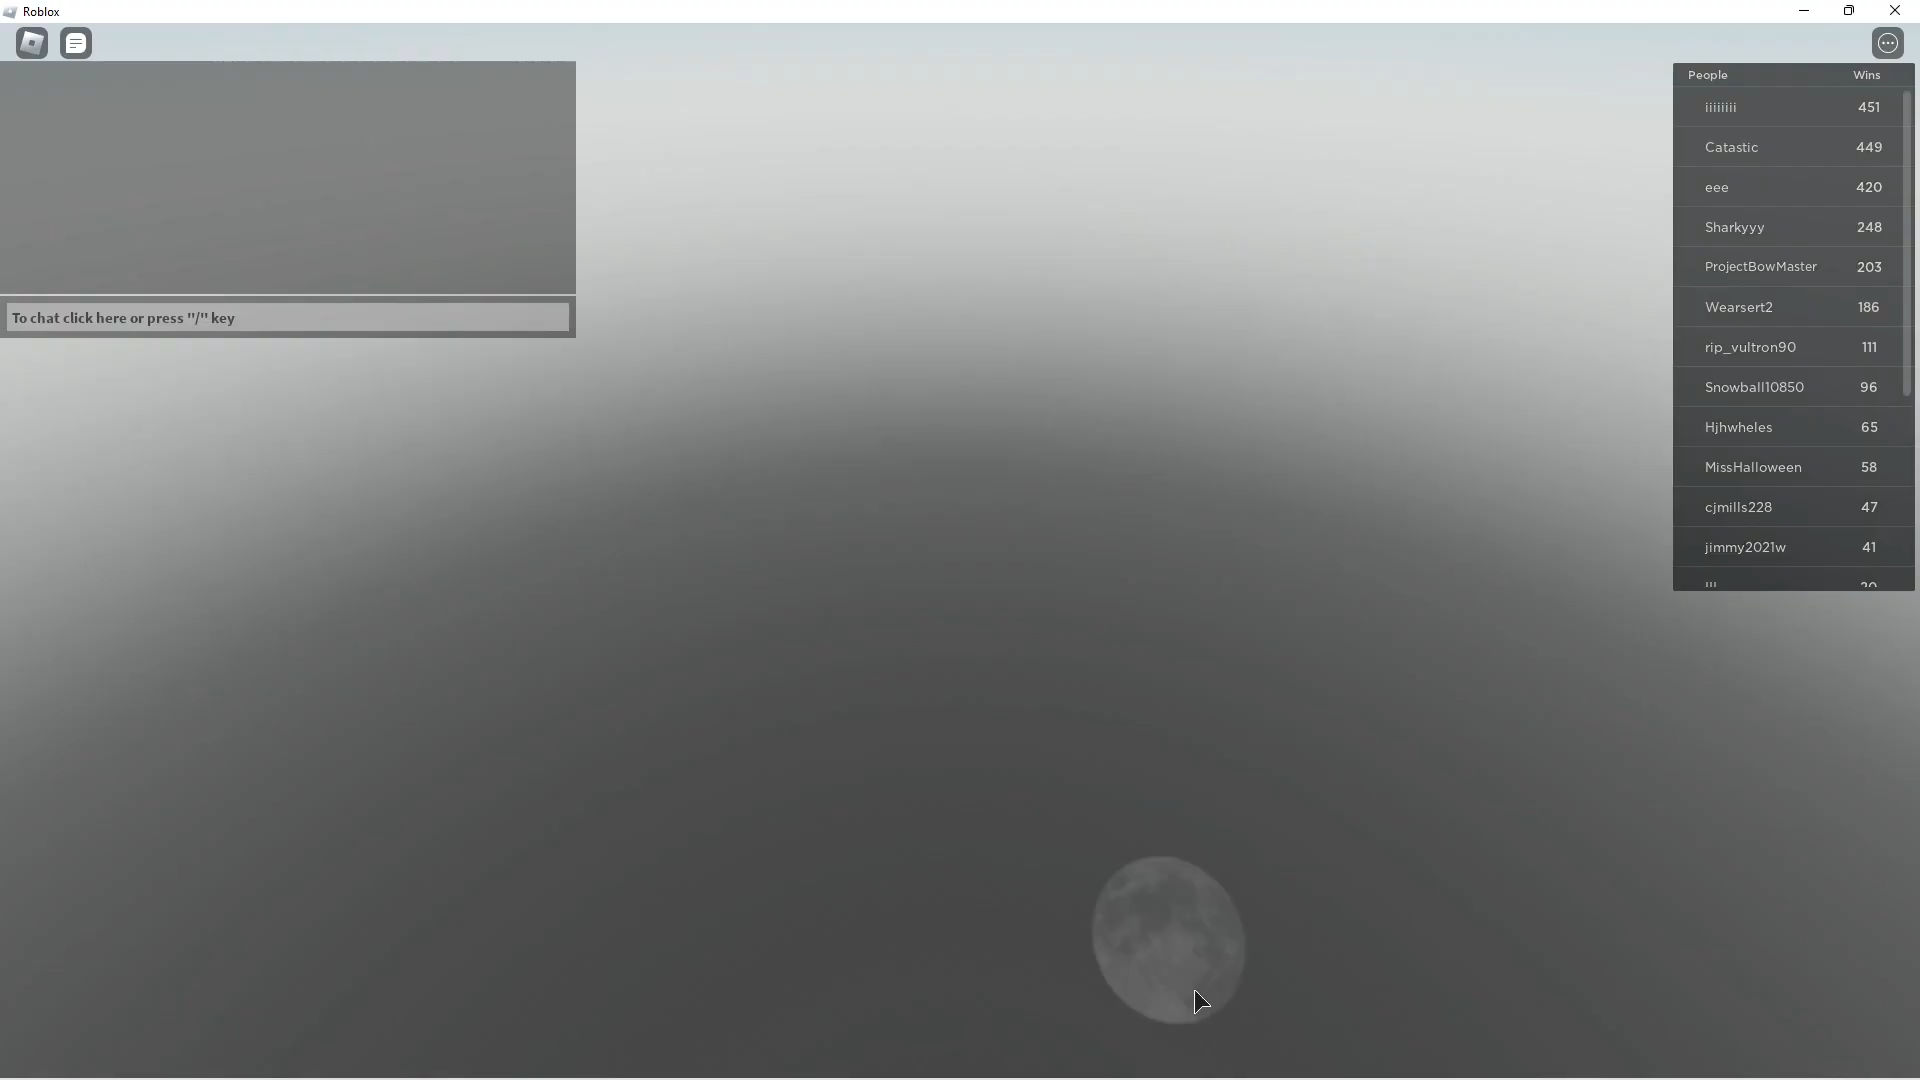 Roblox
To chat click here or press "/" key
People Wins
iiiiiiii 451
Catastic 449
eee 420
Sharkyyy 248
ProjectBowMaster 203
Wearsert2 186
rip_vultron90 111
Snowball10850 96
Hjhwheles 65
MissHalloween 58
cjmills228 47
jimmy2021w 41